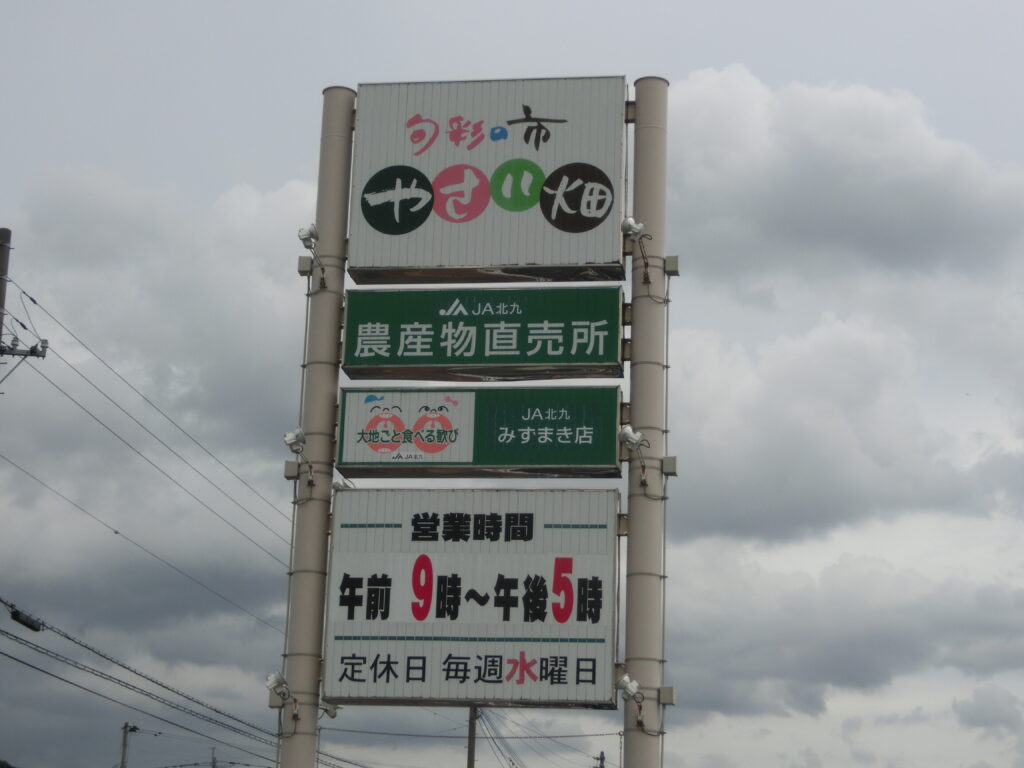 旬彩の市
やさい畑
JA JA北九
農産物直売所
大地ごと食べる歓び
JA JA北九
JA北九
みずまき店
営業時間
午前9時～午後5時
定休日 毎週水曜日